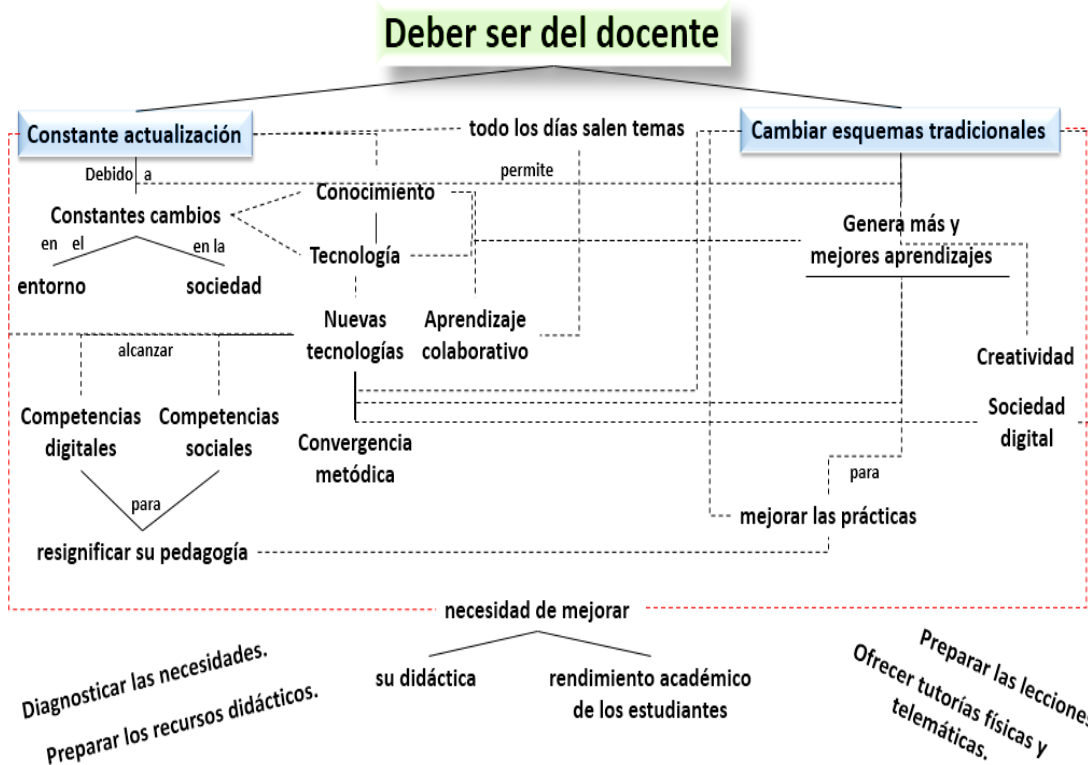 Deber ser del docente
Constante actualización
todo los días salen temas
Cambiar esquemas tradicionales
Debido a
permite
Conocimiento
Constantes cambios
Genera más y
mejores aprendizajes
en el
en la
Tecnología
entorno
sociedad
Nuevas
tecnologías
Aprendizaje
colaborativo
alcanzar
Creatividad
Competencias
digitales
Competencias
sociales
Sociedad
digital
Convergencia
metódica
para
para
mejorar las prácticas
resignificar su pedagogía
necesidad de mejorar
su didáctica
rendimiento académico
de los estudiantes
Diagnosticar las necesidades.
Preparar los recursos didácticos.
Preparar las lecciones
Ofrecer tutorías físicas y
telemáticas.